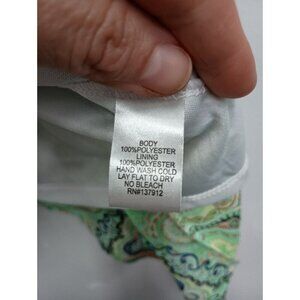 BODY
100%POLYESTER
LINING
100%POLYESTER
HAND WASH COLD
LAY FLAT TO DRY
NO BLEACH
RN#137912